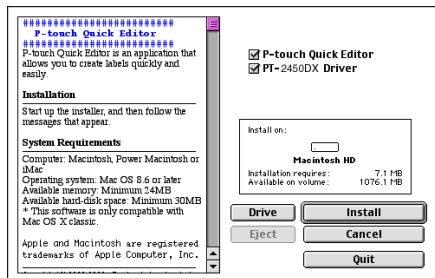 ########################
P-touch Quick Editor
########################
P-touch Quick Editor is an application that
allows you to create labels quickly and
easily.
Installation
Start up the installer, and then follow the
messages that appear.
System Requirements
Computer: Macintosh, Power Macintosh or
iMac
Operating system: Mac OS 8.6 or later
Available memory: Minimum 24MB
Available hard-disk space: Minimum 30MB
* This software is only compatible with
Mac OS X classic.
Apple and Macintosh are registered
trademarks of Apple Computer, Inc.
P-touch Quick Editor
PT-2450DX Driver
Install on:
Macintosh HD
Installation requires: 7.1 MB
Available on volume: 1076.1 MB
Drive
Install
Eject
Cancel
Quit